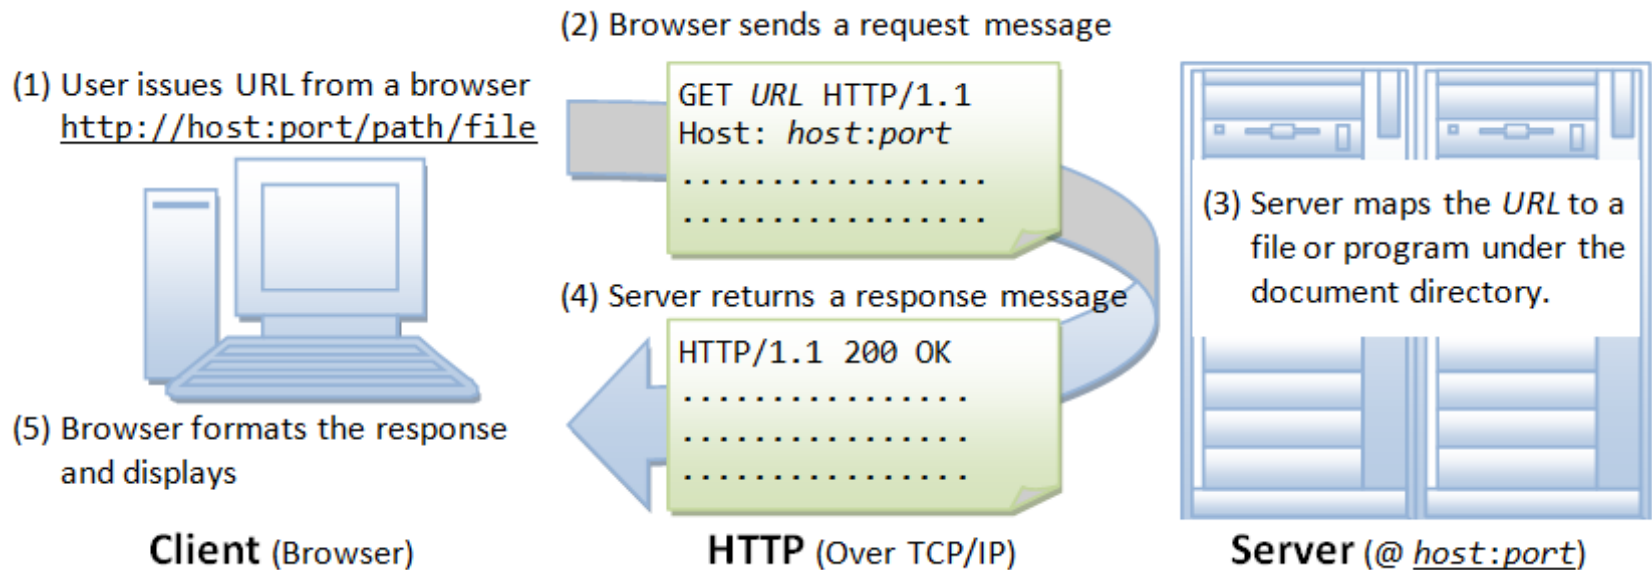 (1) User issues URL from a browser
http://host:port/path/file
(2) Browser sends a request message
GET URL HTTP/1.1
Host: host:port
..................
..................
(3) Server maps the URL to a
file or program under the
document directory.
(4) Server returns a response message
HTTP/1.1 200 OK
.................
.................
.................
(5) Browser formats the response
and displays
Client (Browser)
HTTP (Over TCP/IP)
Server (@ host:port)